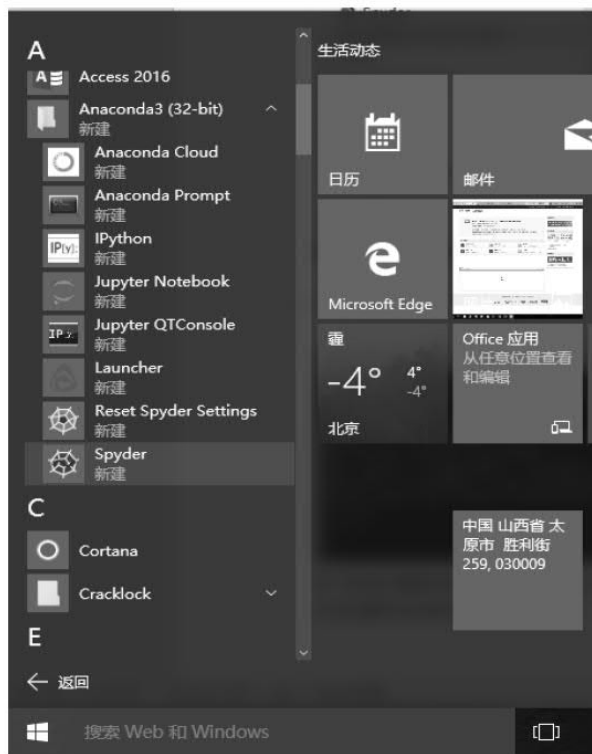 A
Access 2016
Anaconda3 (32-bit)
新建
Anaconda Cloud
新建
Anaconda Prompt
新建
IPython
新建
Jupyter Notebook
新建
Jupyter QTConsole
新建
Launcher
新建
Reset Spyder Settings
新建
Spyder
新建
C
Cortana
Cracklock
E
返回
搜索 Web 和 Windows
生活动态
日历
邮件
Microsoft Edge
霾
-4° 4°
-4°
北京
Office 应用
从任意位置查看
和编辑
中国 山西省 太
原市 胜利街
259, 030009